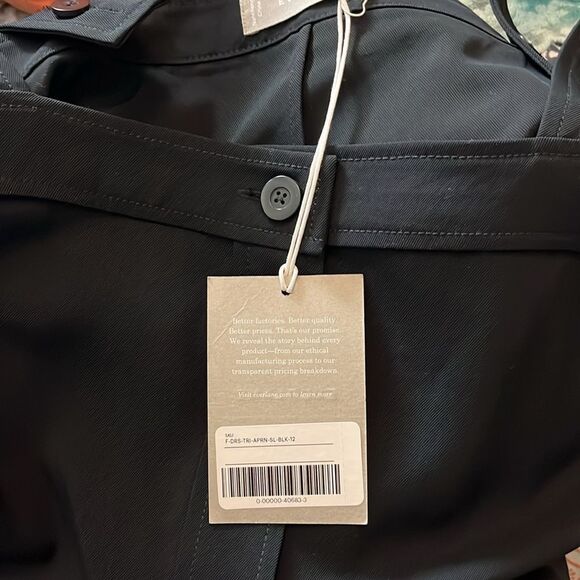 Better factories. Better quality.
Better prices. That's our promise.
We reveal the story behind every
product—from our ethical
manufacturing process to our
transparent pricing breakdown.
Visit everlane.com to learn more
SKU
F-DRS-TRI-APRN-SL-BLK-12
0-00000-40683-3